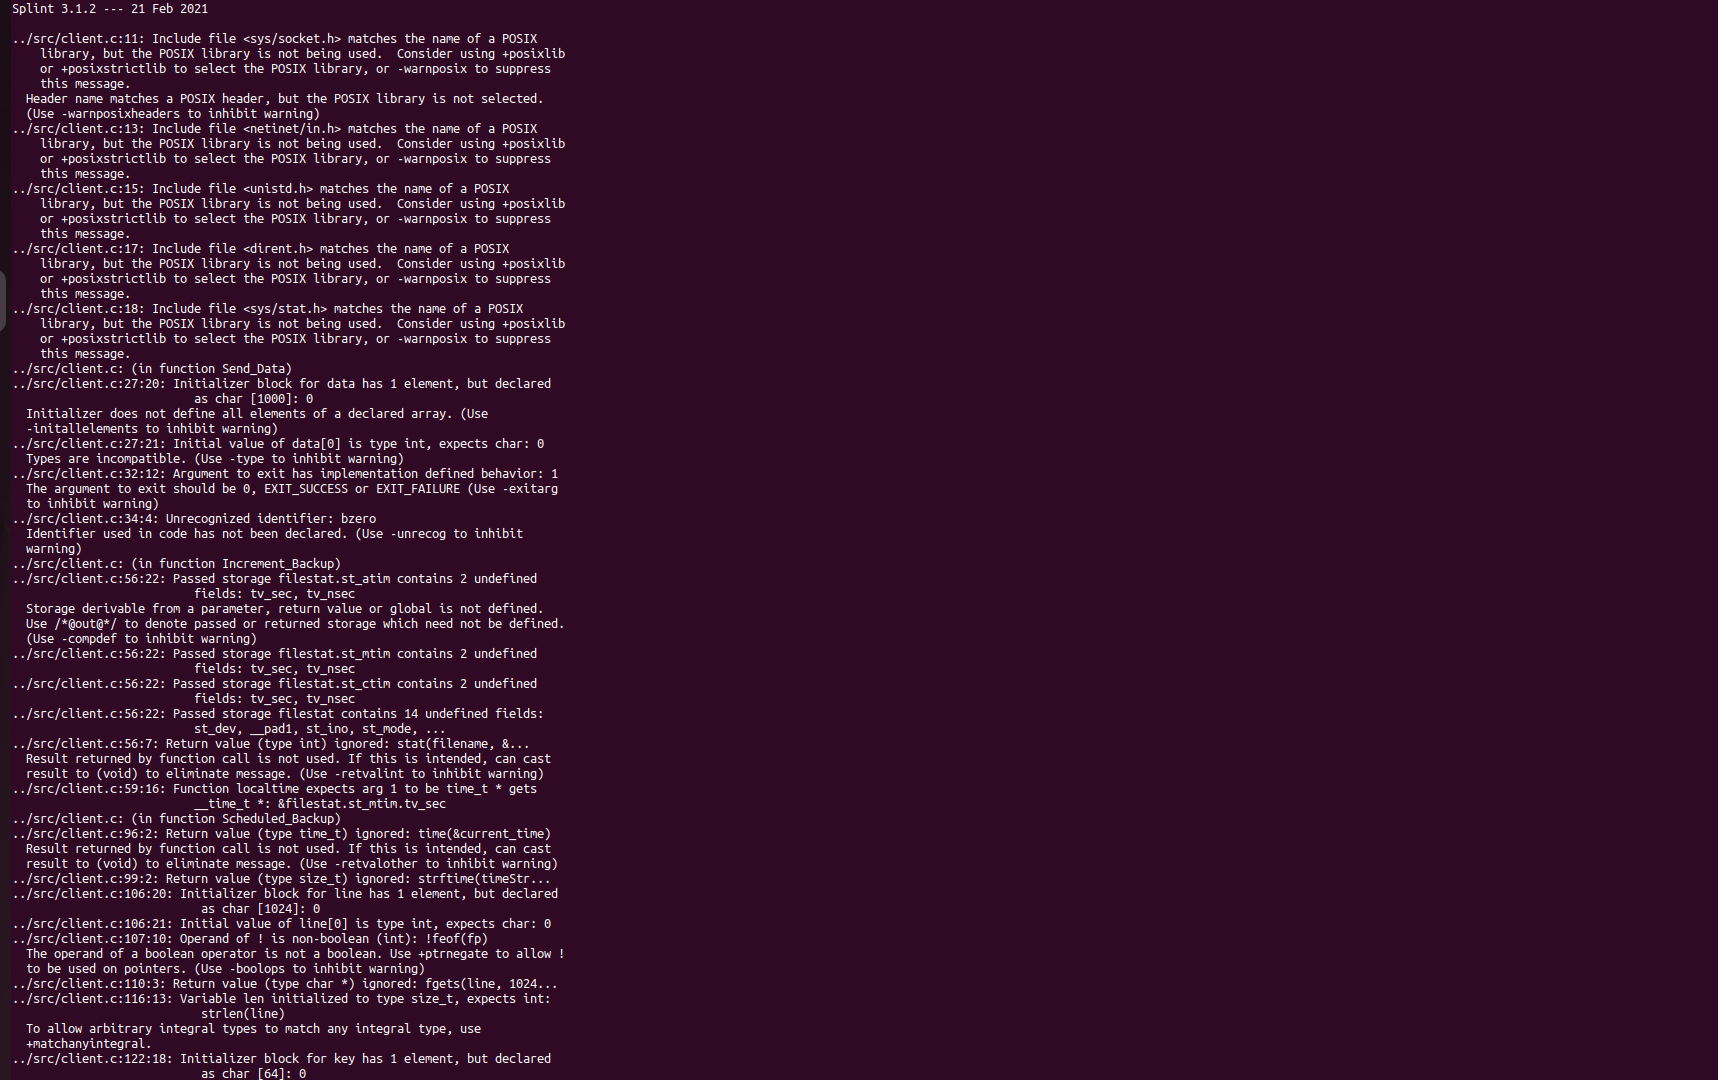 Splint 3.1.2 --- 21 Feb 2021

../src/client.c:11: Include file <sys/socket.h> matches the name of a POSIX
    library, but the POSIX library is not being used.  Consider using +posixlib
    or +posixstrictlib to select the POSIX library, or -warnposix to suppress
    this message.
  Header name matches a POSIX header, but the POSIX library is not selected.
  (Use -warnposixheaders to inhibit warning)
../src/client.c:13: Include file <netinet/in.h> matches the name of a POSIX
    library, but the POSIX library is not being used.  Consider using +posixlib
    or +posixstrictlib to select the POSIX library, or -warnposix to suppress
    this message.
../src/client.c:15: Include file <unistd.h> matches the name of a POSIX
    library, but the POSIX library is not being used.  Consider using +posixlib
    or +posixstrictlib to select the POSIX library, or -warnposix to suppress
    this message.
../src/client.c:17: Include file <dirent.h> matches the name of a POSIX
    library, but the POSIX library is not being used.  Consider using +posixlib
    or +posixstrictlib to select the POSIX library, or -warnposix to suppress
    this message.
../src/client.c:18: Include file <sys/stat.h> matches the name of a POSIX
    library, but the POSIX library is not being used.  Consider using +posixlib
    or +posixstrictlib to select the POSIX library, or -warnposix to suppress
    this message.
../src/client.c: (in function Send_Data)
../src/client.c:27:20: Initializer block for data has 1 element, but declared
                          as char [1000]: 0
  Initializer does not define all elements of a declared array. (Use
  -initallelements to inhibit warning)
../src/client.c:27:21: Initial value of data[0] is type int, expects char: 0
  Types are incompatible. (Use -type to inhibit warning)
../src/client.c:32:12: Argument to exit has implementation defined behavior: 1
  The argument to exit should be 0, EXIT_SUCCESS or EXIT_FAILURE (Use -exitarg
  to inhibit warning)
../src/client.c:34:4: Unrecognized identifier: bzero
  Identifier used in code has not been declared. (Use -unrecog to inhibit
  warning)
../src/client.c: (in function Increment_Backup)
../src/client.c:56:22: Passed storage filestat.st_atim contains 2 undefined
                          fields: tv_sec, tv_nsec
  Storage derivable from a parameter, return value or global is not defined.
  Use /*@out@*/ to denote passed or returned storage which need not be defined.
  (Use -compdef to inhibit warning)
../src/client.c:56:22: Passed storage filestat.st_mtim contains 2 undefined
                          fields: tv_sec, tv_nsec
../src/client.c:56:22: Passed storage filestat.st_ctim contains 2 undefined
                          fields: tv_sec, tv_nsec
../src/client.c:56:22: Passed storage filestat contains 14 undefined fields:
                          st_dev, __pad1, st_ino, st_mode, ...
../src/client.c:56:7: Return value (type int) ignored: stat(filename, &...
  Result returned by function call is not used. If this is intended, can cast
  result to (void) to eliminate message. (Use -retvalint to inhibit warning)
../src/client.c:59:16: Function localtime expects arg 1 to be time_t * gets
                          __time_t *: &filestat.st_mtim.tv_sec
../src/client.c: (in function Scheduled_Backup)
../src/client.c:96:2: Return value (type time_t) ignored: time(&current_time)
  Result returned by function call is not used. If this is intended, can cast
  result to (void) to eliminate message. (Use -retvalother to inhibit warning)
../src/client.c:99:2: Return value (type size_t) ignored: strftime(timeStr...
../src/client.c:106:20: Initializer block for line has 1 element, but declared
                           as char [1024]: 0
../src/client.c:106:21: Initial value of line[0] is type int, expects char: 0
../src/client.c:107:10: Operand of ! is non-boolean (int): !feof(fp)
  The operand of a boolean operator is not a boolean. Use +ptrnegate to allow !
  to be used on pointers. (Use -boolops to inhibit warning)
../src/client.c:110:3: Return value (type char *) ignored: fgets(line, 1024...
../src/client.c:116:13: Variable len initialized to type size_t, expects int:
                           strlen(line)
  To allow arbitrary integral types to match any integral type, use
  +matchanyintegral.
../src/client.c:122:18: Initializer block for key has 1 element, but declared
                           as char [64]: 0